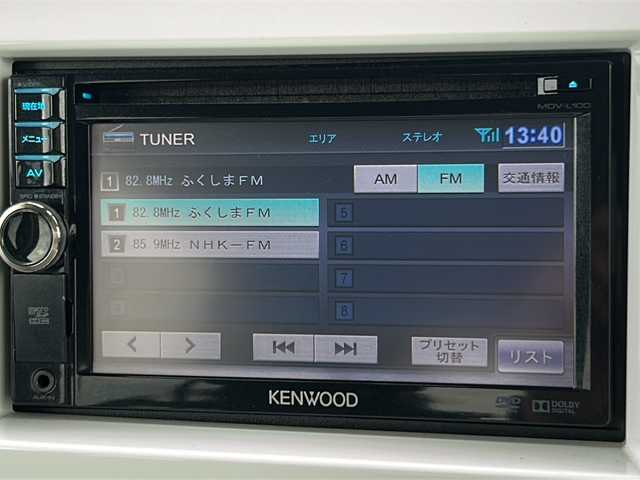 現在地
メニュー
AV
MDV-L100
TUNER
エリア
ステレオ
13:40
1 82.8MHz ふくしまFM
AM
FM
交通情報
1 82.8MHz ふくしまFM
5
2 85.9MHz NHK-FM
6
7
8
プリセット
切替
リスト
AUX-IN
KENWOOD
DVD
DOLBY
DIGITAL